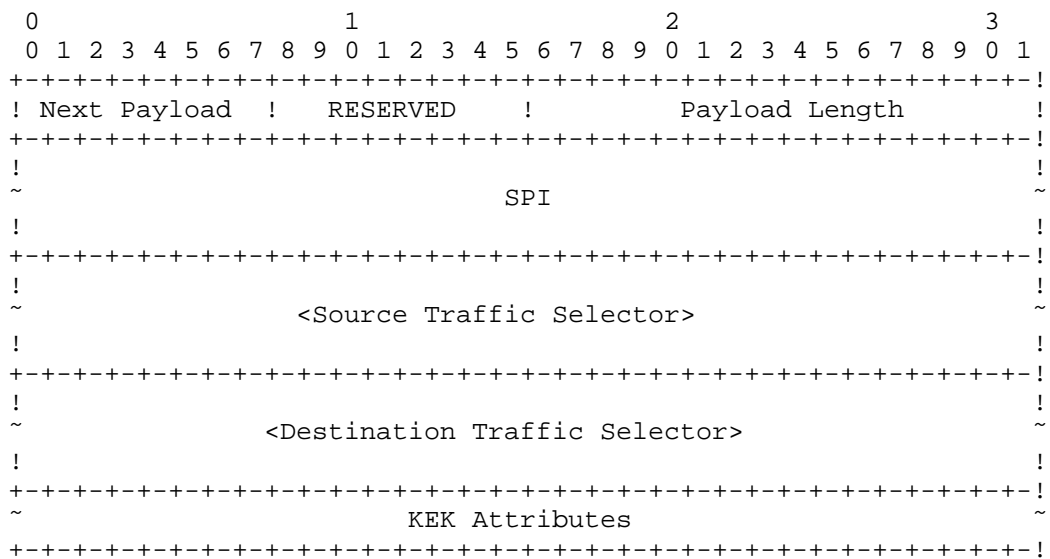 0                   1                   2                   3
 0 1 2 3 4 5 6 7 8 9 0 1 2 3 4 5 6 7 8 9 0 1 2 3 4 5 6 7 8 9 0 1
+-+-+-+-+-+-+-+-+-+-+-+-+-+-+-+-+-+-+-+-+-+-+-+-+-+-+-+-+-+-+-+-!
! Next Payload  !   RESERVED    !         Payload Length        !
+-+-+-+-+-+-+-+-+-+-+-+-+-+-+-+-+-+-+-+-+-+-+-+-+-+-+-+-+-+-+-+-!
!                                                               !
~                              SPI                              ~
!                                                               !
+-+-+-+-+-+-+-+-+-+-+-+-+-+-+-+-+-+-+-+-+-+-+-+-+-+-+-+-+-+-+-+-!
!                                                               !
~                 <Source Traffic Selector>                     ~
!                                                               !
+-+-+-+-+-+-+-+-+-+-+-+-+-+-+-+-+-+-+-+-+-+-+-+-+-+-+-+-+-+-+-+-!
!                                                               !
~               <Destination Traffic Selector>                  ~
!                                                               !
+-+-+-+-+-+-+-+-+-+-+-+-+-+-+-+-+-+-+-+-+-+-+-+-+-+-+-+-+-+-+-+-!
~                        KEK Attributes                         ~
+-+-+-+-+-+-+-+-+-+-+-+-+-+-+-+-+-+-+-+-+-+-+-+-+-+-+-+-+-+-+-+-!